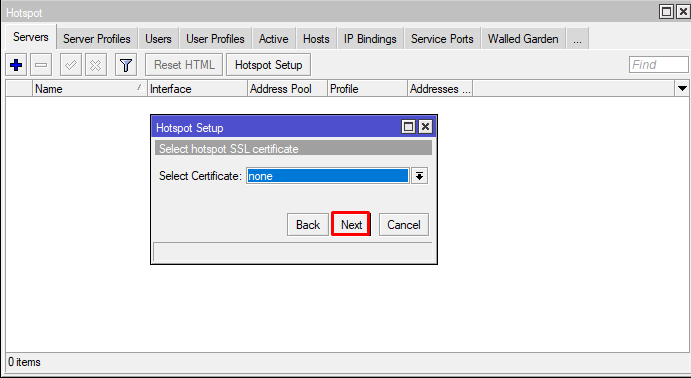 Hotspot
Servers Server Profiles Users User Profiles Active Hosts IP Bindings Service Ports Walled Garden ...
Reset HTML Hotspot Setup Find
Name Interface Address Pool Profile Addresses ...
Hotspot Setup
Select hotspot SSL certificate
Select Certificate: none
Back Next Cancel
0 items